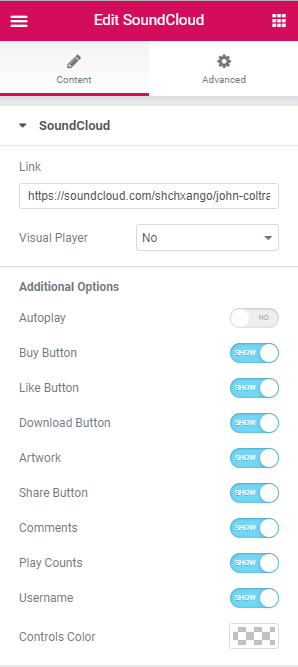 Edit SoundCloud
Content
Advanced
SoundCloud
Link
https://soundcloud.com/shchxango/john-coltra
Visual Player No
Additional Options
Autoplay NO
Buy Button SHOW
Like Button SHOW
Download Button SHOW
Artwork SHOW
Share Button SHOW
Comments SHOW
Play Counts SHOW
Username SHOW
Controls Color